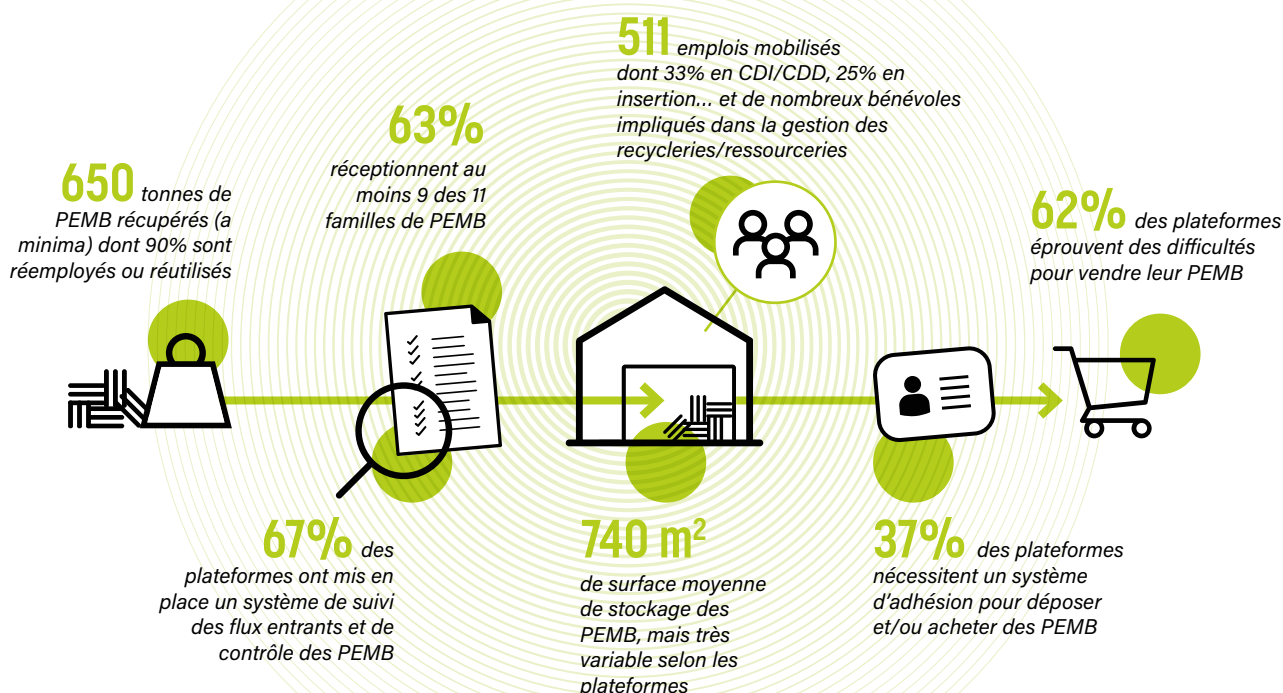 650 tonnes de
PEMB récupérés (a
minima) dont 90% sont
réemployés ou réutilisés
63%
réceptionnent au
moins 9 des 11
familles de PEMB
511 emplois mobilisés
dont 33% en CDI/CDD, 25% en
insertion... et de nombreux bénévoles
impliqués dans la gestion des
recycleries/ressourceries
62% des plateformes
éprouvent des difficultés
pour vendre leur PEMB
67% des
plateformes ont mis en
place un système de suivi
des flux entrants et de
contrôle des PEMB
740 m²
de surface moyenne
de stockage des
PEMB, mais très
variable selon les
plateformes
37% des plateformes
nécessitent un système
d'adhésion pour déposer
et/ou acheter des PEMB